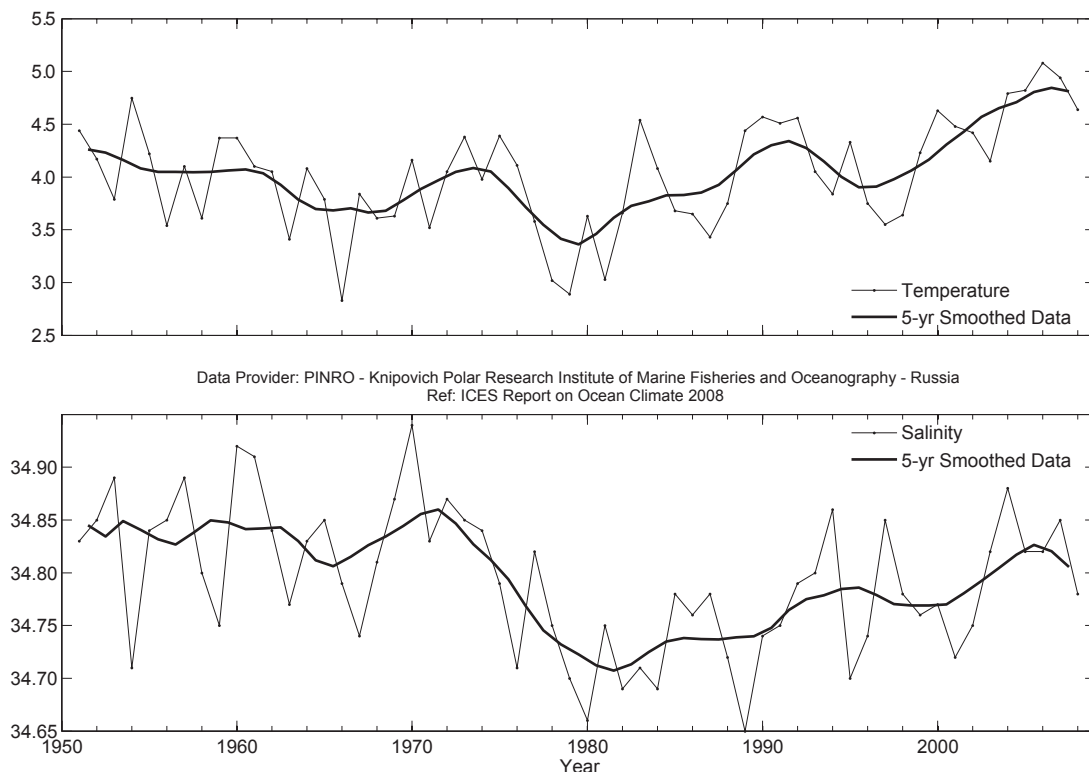 5.5
5.0
4.5
4.0
3.5
3.0
2.5
Temperature
5-yr Smoothed Data
Data Provider: PINRO - Knipovich Polar Research Institute of Marine Fisheries and Oceanography - Russia
Ref: ICES Report on Ocean Climate 2008
Salinity
5-yr Smoothed Data
34.90
34.85
34.80
34.75
34.70
34.65
1950 1960 1970 1980 1990 2000
Year